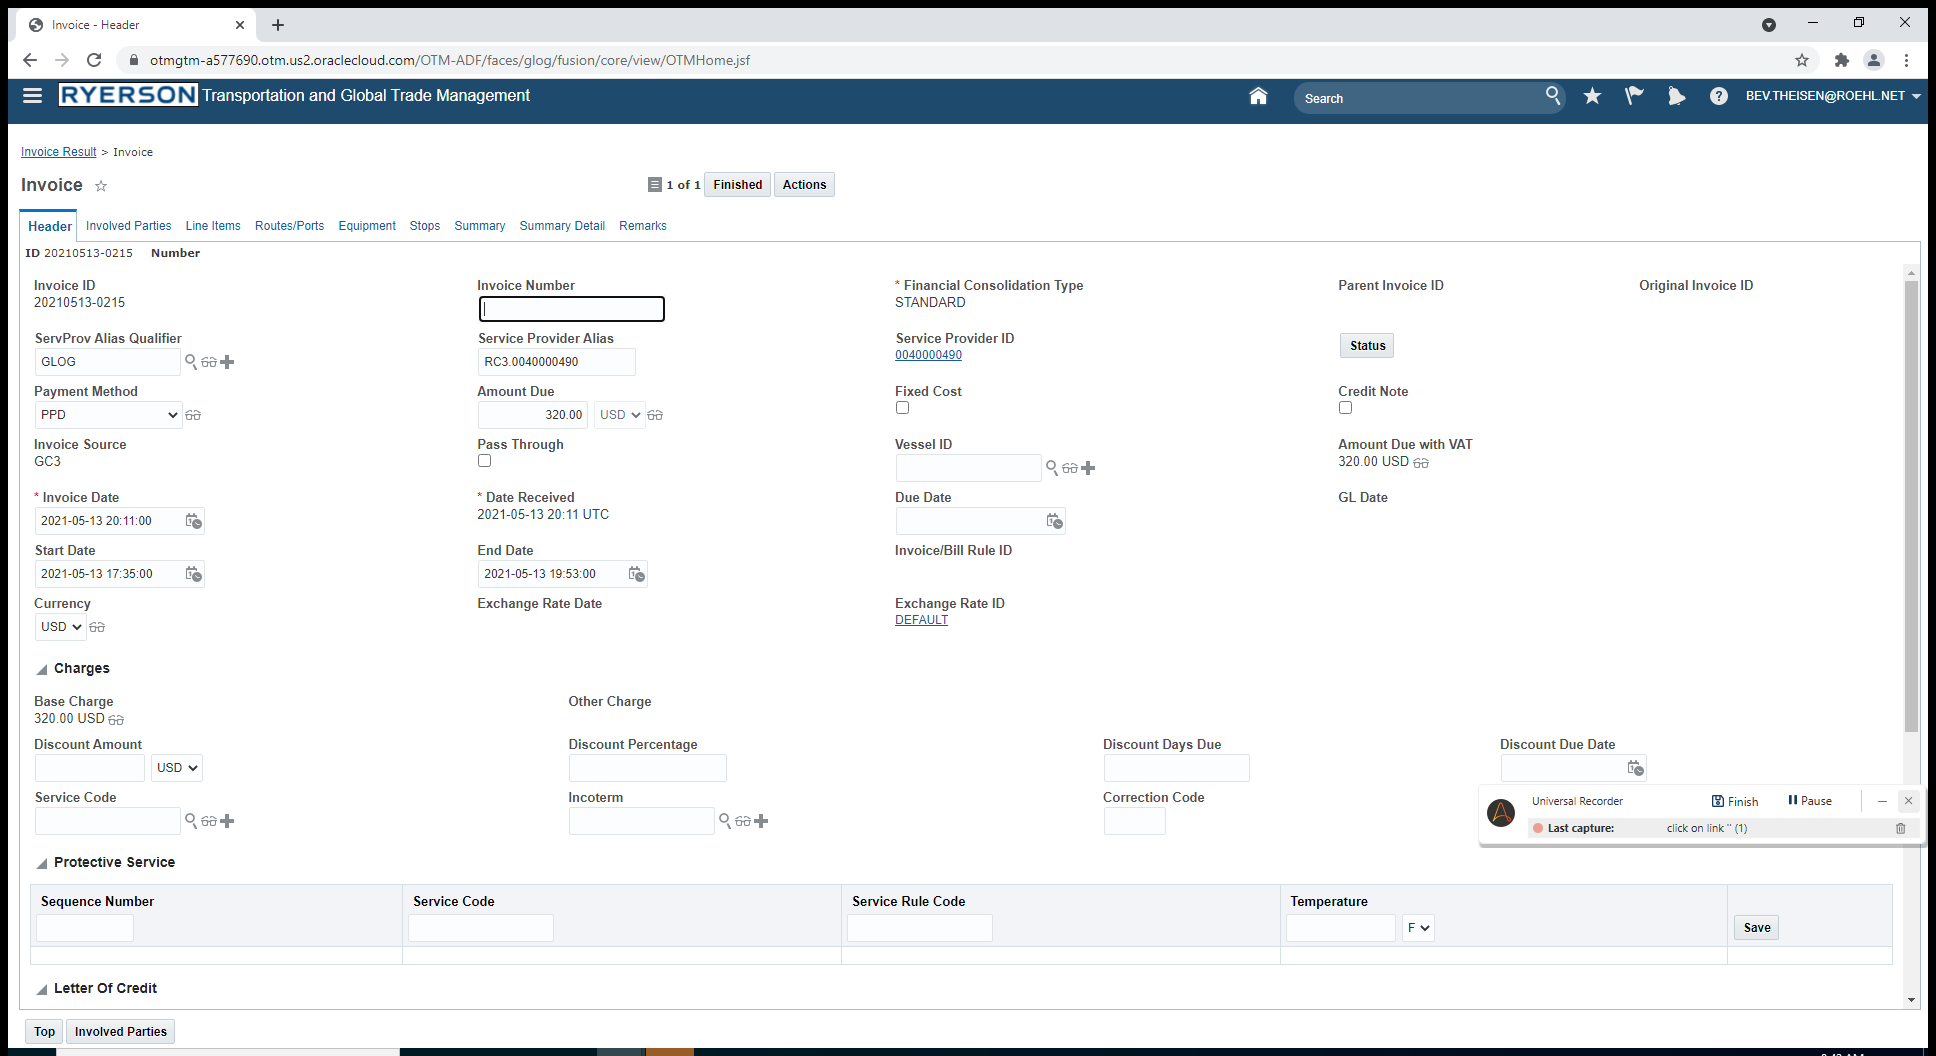 Invoice - Header
otmgtm-a577690.otm.us2.oraclecloud.com/OTM-ADF/faces/glog/fusion/core/view/OTMHome.jsf
RYERSON Transportation and Global Trade Management
Search
BEV.THEISEN@ROEHL.NET
Invoice Result > Invoice
Invoice
1 of 1 Finished Actions
Header Involved Parties Line Items Routes/Ports Equipment Stops Summary Summary Detail Remarks
ID 20210513-0215 Number
Invoice ID Invoice Number * Financial Consolidation Type Parent Invoice ID Original Invoice ID
20210513-0215 STANDARD
ServProv Alias Qualifier Service Provider Alias Service Provider ID
GLOG RC3.0040000490 0040000490 Status
Payment Method Amount Due Fixed Cost Credit Note
PPD 320.00 USD
Invoice Source Pass Through Vessel ID Amount Due with VAT
GC3 320.00 USD
* Invoice Date * Date Received Due Date GL Date
2021-05-13 20:11:00 2021-05-13 20:11 UTC
Start Date End Date Invoice/Bill Rule ID
2021-05-13 17:35:00 2021-05-13 19:53:00
Currency Exchange Rate Date Exchange Rate ID
USD DEFAULT
Charges
Base Charge Other Charge
320.00 USD
Discount Amount Discount Percentage Discount Days Due Discount Due Date
USD
Service Code Incoterm Correction Code
Universal Recorder Finish Pause
Last capture: click on link '' (1)
Protective Service
Sequence Number Service Code Service Rule Code Temperature
F Save
Letter Of Credit
Top Involved Parties